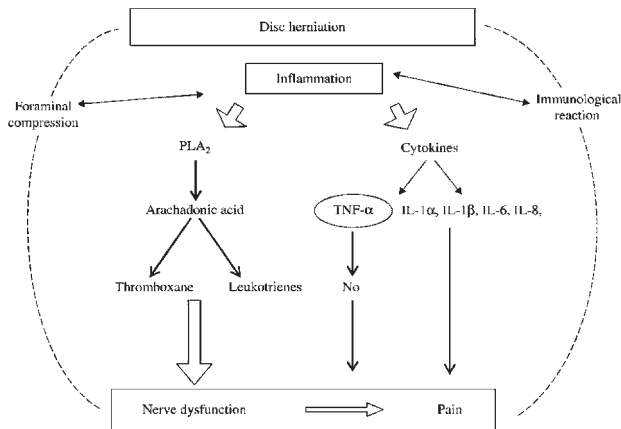 Disc herniation
Inflammation
Foraminal
compression
Immunological
reaction
PLA₂
Cytokines
Arachadonic acid
TNF-α
IL-1α, IL-1β, IL-6, IL-8,
Thromboxane
Leukotrienes
No
Nerve dysfunction
Pain